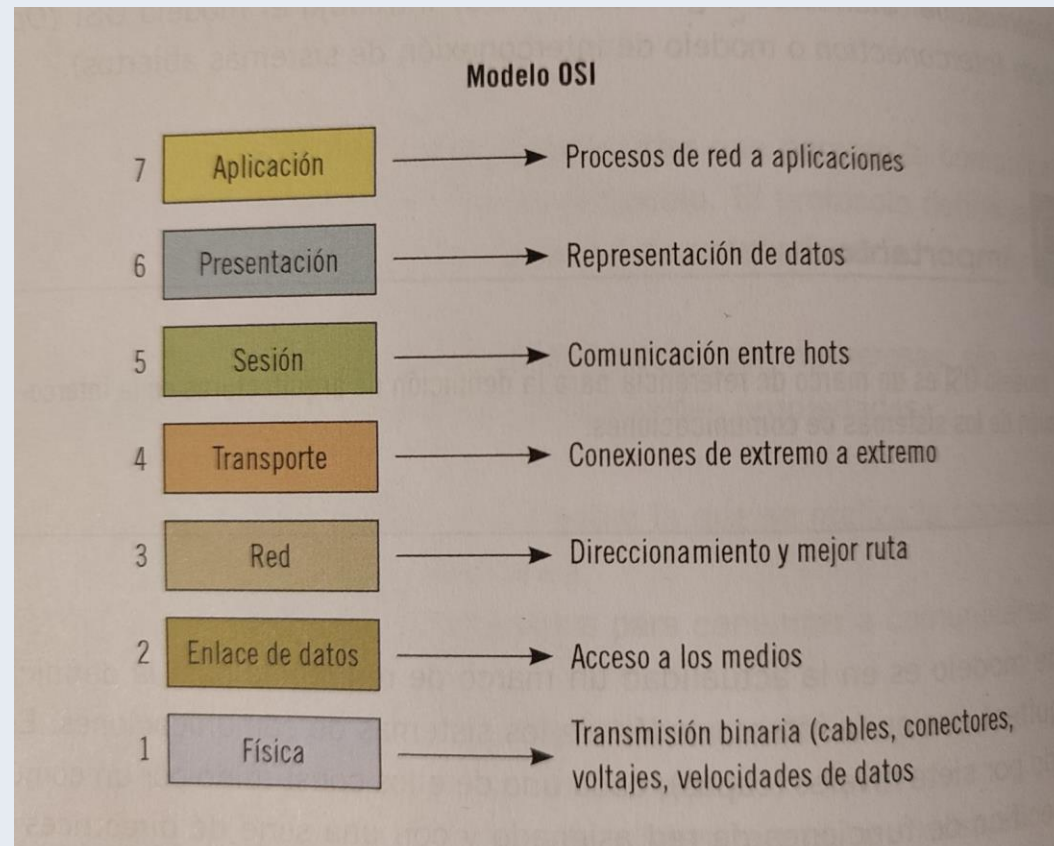 Modelo OSI
7 Aplicación Procesos de red a aplicaciones
6 Presentación Representación de datos
5 Sesión Comunicación entre hots
4 Transporte Conexiones de extremo a extremo
3 Red Direccionamiento y mejor ruta
2 Enlace de datos Acceso a los medios
1 Física Transmisión binaria (cables, conectores,
voltajes, velocidades de datos